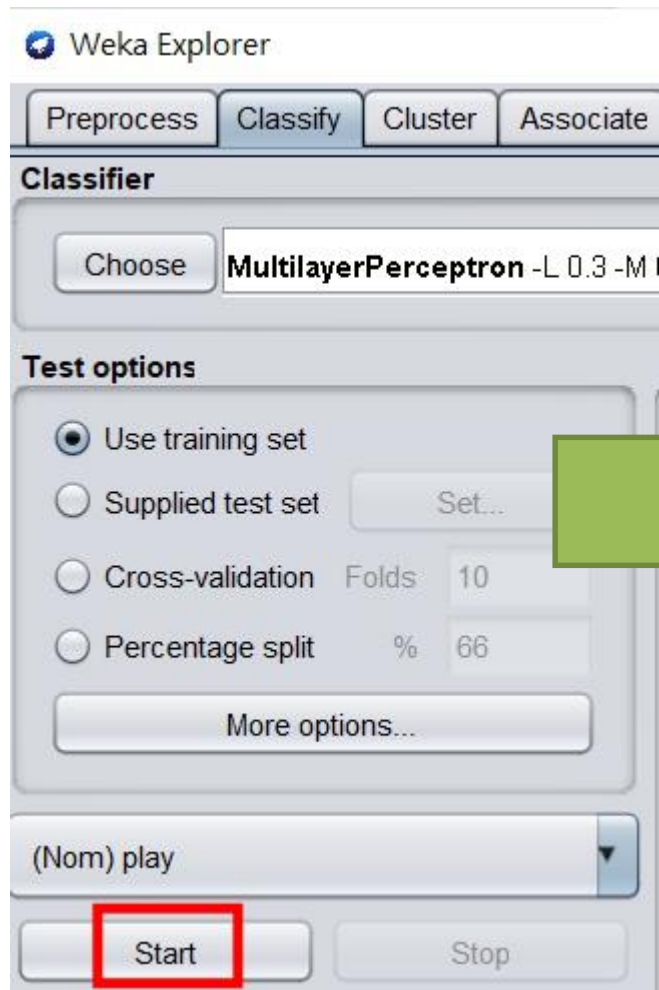 Weka Explorer
Preprocess Classify Cluster Associate
Classifier
Choose MultilayerPerceptron -L 0.3 -M
Test options
Use training set
Supplied test set Set...
Cross-validation Folds 10
Percentage split % 66
More options...
(Nom) play
Start Stop